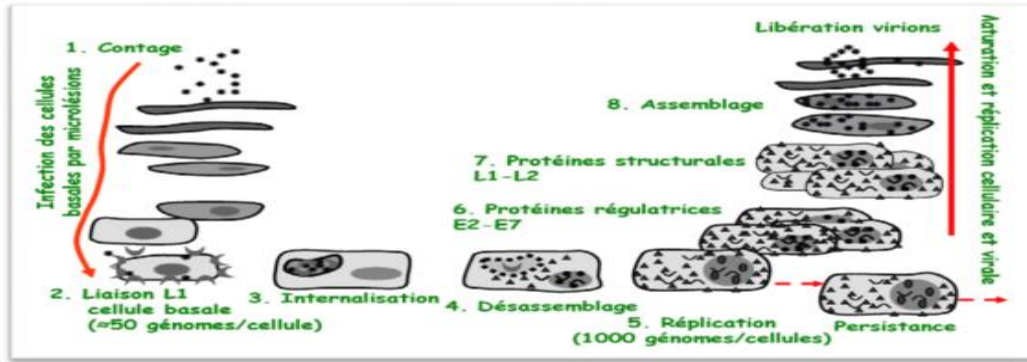 1. Contage
Infection des cellules
basales par microlésions
2. Liaison L1
cellule basale
(≈50 génomes/cellule)
3. Internalisation
4. Désassemblage
5. Réplication
(1000 génomes/cellules)
Persistance
6. Protéines régulatrices
E2-E7
7. Protéines structurales
L1-L2
8. Assemblage
Libération virions
Aaturation et réplication cellulaire et virale